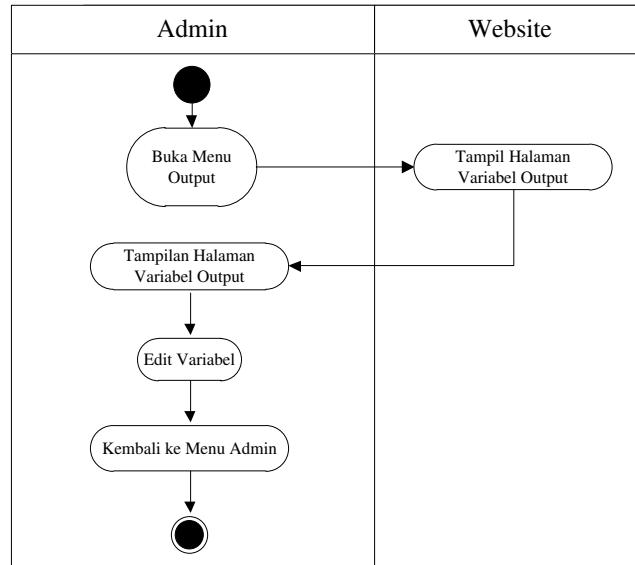 Admin
Website
Buka Menu
Output
Tampil Halaman
Variabel Output
Tampilan Halaman
Variabel Output
Edit Variabel
Kembali ke Menu Admin